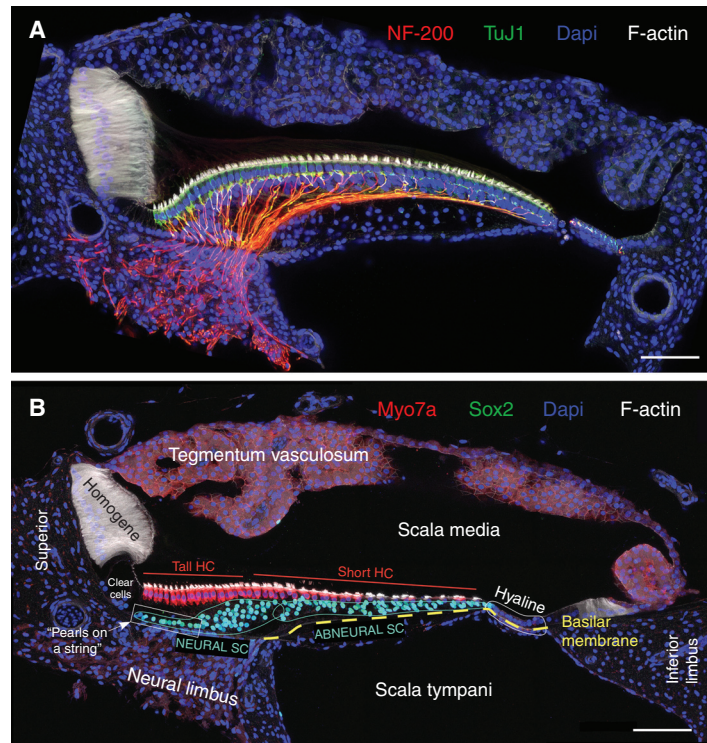 A
NF-200 TuJ1 Dapi F-actin
B
Myo7a Sox2 Dapi F-actin
Tegmentum vasculosum
Homogene
Superior
Scala media
Tall HC
Short HC
Clear
cells
Hyaline
"Pearls on
a string"
NEURAL SC
ABNEURAL SC
Basilar
membrane
Inferior
limbus
Neural limbus
Scala tympani